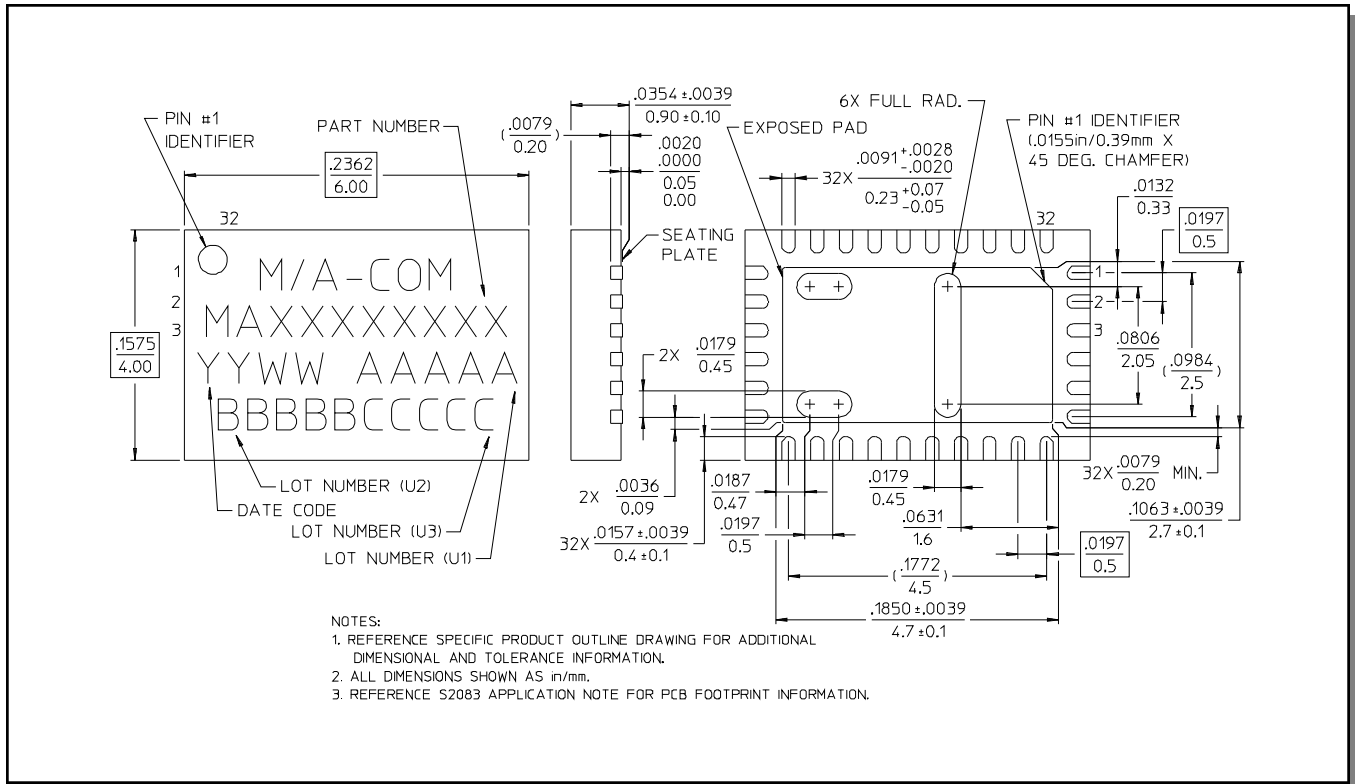 PIN #1
IDENTIFIER
PART NUMBER
.2362
6.00
32
1
2
3
.1575
4.00
M/A-COM
MAXXXXXXXXX
YYWW AAAAA
BBBBBCCCCC
LOT NUMBER (U2)
DATE CODE
LOT NUMBER (U3)
LOT NUMBER (U1)
.0354 ±.0039
0.90 ±0.10
(.0079
0.20)
.0020
.0000
0.05
0.00
SEATING
PLATE
EXPOSED PAD
6X FULL RAD.
32X .0091 +.0028
-.0020
0.23 +0.07
-0.05
PIN #1 IDENTIFIER
(.0155in/0.39mm X
45 DEG. CHAMFER)
32
.0132
0.33
.0197
0.5
1
2
3
2X .0179
0.45
.0806
2.05
(.0984
2.5)
2X .0036
0.09
32X .0157 ±.0039
0.4 ±0.1
.0187
0.47
.0197
0.5
.0179
0.45
.0631
1.6
32X .0079 MIN.
0.20
.1063 ±.0039
2.7 ±0.1
.0197
0.5
(.1772
4.5)
.1850 ±.0039
4.7 ±0.1
NOTES:
1. REFERENCE SPECIFIC PRODUCT OUTLINE DRAWING FOR ADDITIONAL
DIMENSIONAL AND TOLERANCE INFORMATION.
2. ALL DIMENSIONS SHOWN AS in/mm.
3. REFERENCE S2083 APPLICATION NOTE FOR PCB FOOTPRINT INFORMATION.